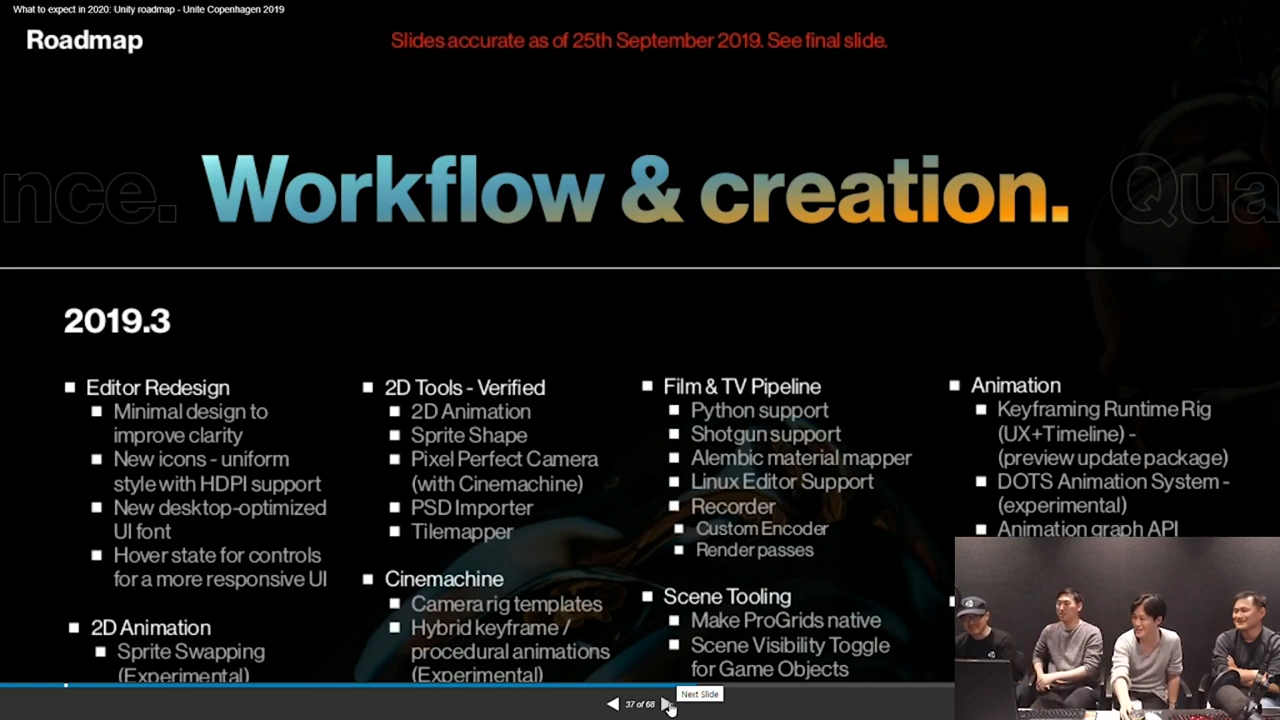 What to expect in 2020: Unity roadmap - Unite Copenhagen 2019
Roadmap
Slides accurate as of 25th September 2019. See final slide.
nce. Workflow & creation. Qua
2019.3
Editor Redesign
Minimal design to
improve clarity
New icons - uniform
style with HDPI support
New desktop-optimized
UI font
Hover state for controls
for a more responsive UI
2D Animation
Sprite Swapping
(Experimental)
2D Tools - Verified
2D Animation
Sprite Shape
Pixel Perfect Camera
(with Cinemachine)
PSD Importer
Tilemapper
Cinemachine
Camera rig templates
Hybrid keyframe /
procedural animations
(Experimental)
Film & TV Pipeline
Python support
Shotgun support
Alembic material mapper
Linux Editor Support
Recorder
Custom Encoder
Render passes
Scene Tooling
Make ProGrids native
Scene Visibility Toggle
for Game Objects
Animation
Keyframing Runtime Rig
(UX+Timeline) -
(preview update package)
DOTS Animation System -
(experimental)
Animation graph API
37 of 68
Next Slide